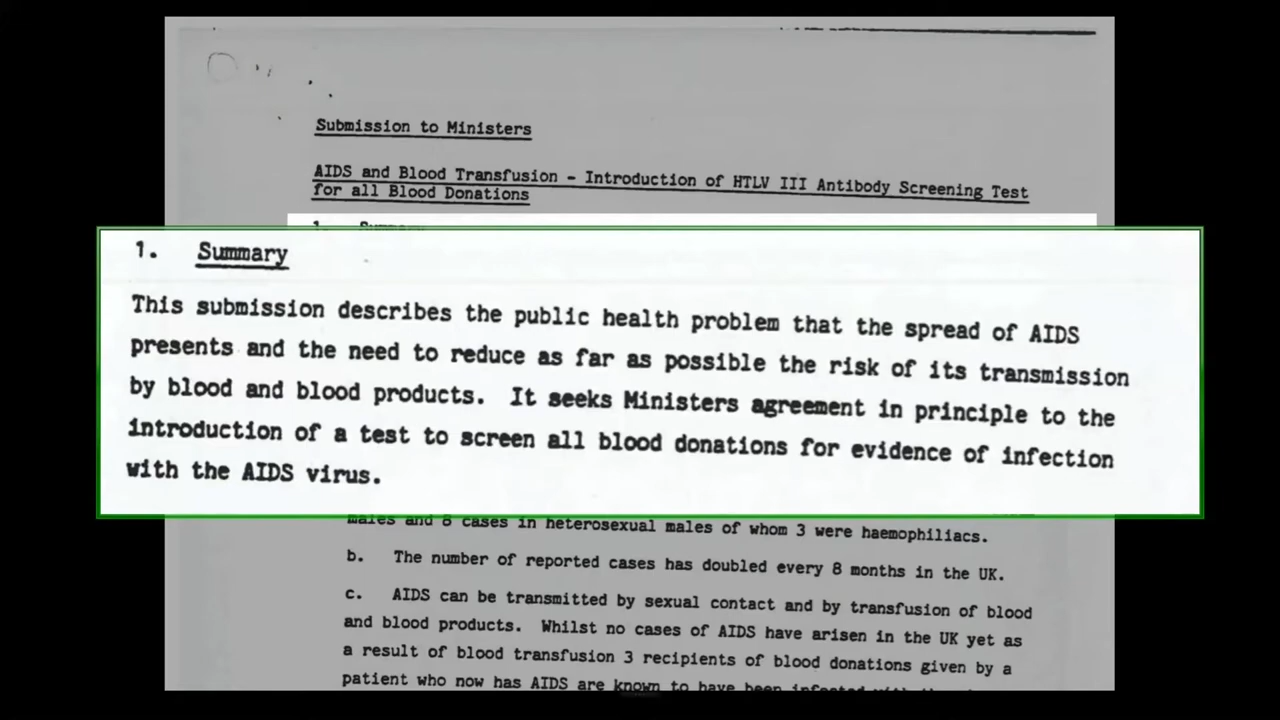 Submission to Ministers
AIDS and Blood Transfusion - Introduction of HTLV III Antibody Screening Test
for all Blood Donations
1. Summary
1. Summary
This submission describes the public health problem that the spread of AIDS
presents and the need to reduce as far as possible the risk of its transmission
by blood and blood products. It seeks Ministers agreement in principle to the
introduction of a test to screen all blood donations for evidence of infection
with the AIDS virus.
males and 8 cases in heterosexual males of whom 3 were haemophiliacs.
b. The number of reported cases has doubled every 8 months in the UK.
c. AIDS can be transmitted by sexual contact and by transfusion of blood
and blood products. Whilst no cases of AIDS have arisen in the UK yet as
a result of blood transfusion 3 recipients of blood donations given by a
patient who now has AIDS are known to have been infected